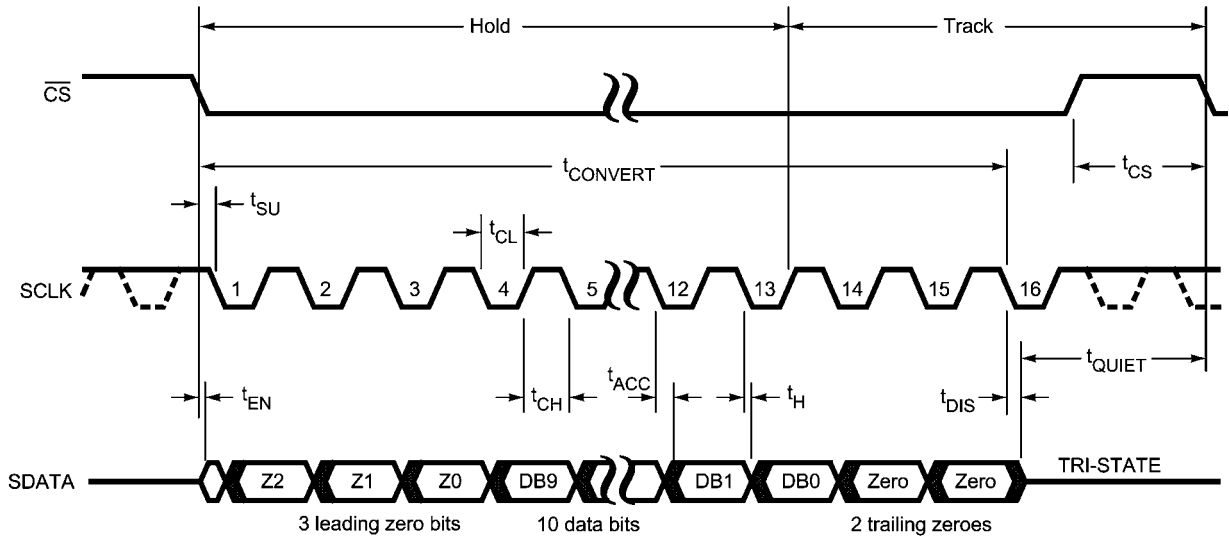 Hold Track
CS
tCONVERT tCS
tSU
tCL
SCLK 1 2 3 4 5 12 13 14 15 16
tQUIET
tEN tCH tACC tH tDIS
SDATA Z2 Z1 Z0 DB9 DB1 DB0 Zero Zero TRI-STATE
3 leading zero bits 10 data bits 2 trailing zeroes